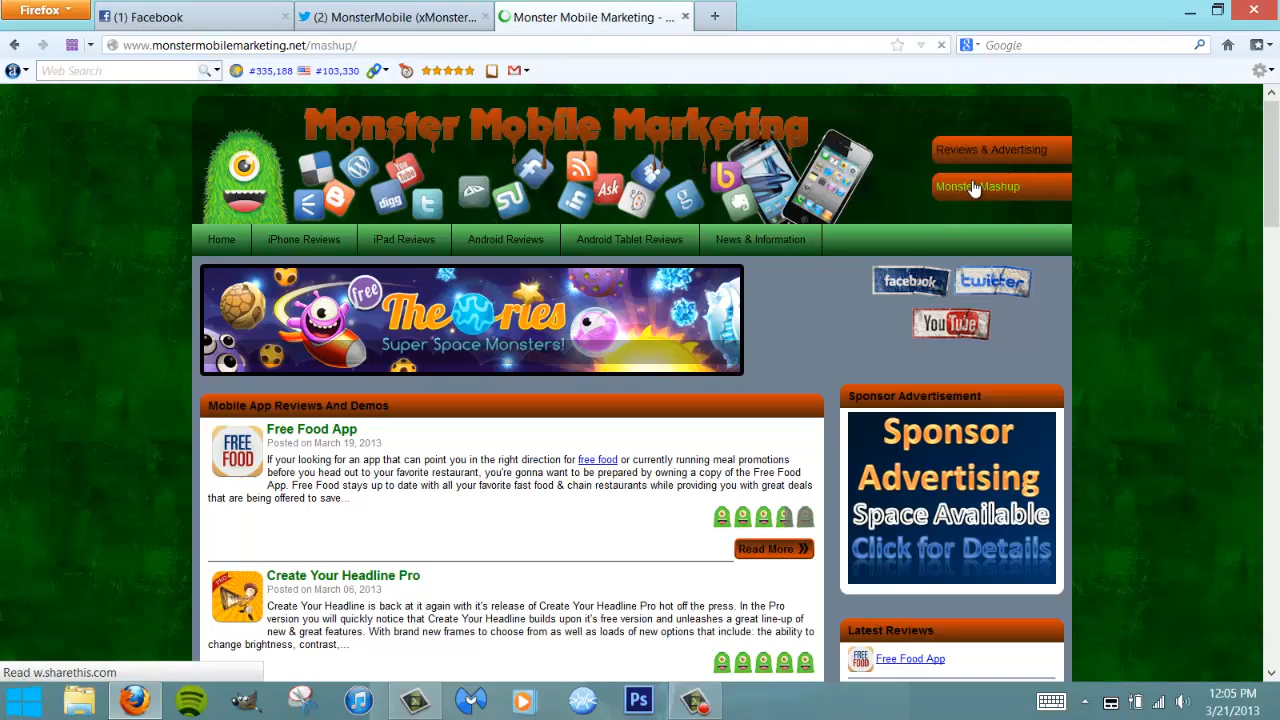 Firefox
(1) Facebook
(2) MonsterMobile (xMonster...
Monster Mobile Marketing - ...
www.monstermobilemarketing.net/mashup/
Google
Web Search
#335,188
#103,330
Monster Mobile Marketing
Reviews & Advertising
Monster Mashup
Ask
You Tube
digg
Home
iPhone Reviews
iPad Reviews
Android Reviews
Android Tablet Reviews
News & Information
free
The
ries
Super Space Monsters!
facebook
twitter
YouTube
Mobile App Reviews And Demos
FREE
FOOD
Free Food App
Posted on March 19, 2013
If your looking for an app that can point you in the right direction for free food or currently running meal promotions
before you head out to your favorite restaurant, you're gonna want to be prepared by owning a copy of the Free Food
App. Free Food stays up to date with all your favorite fast food & chain restaurants while providing you with great deals
that are being offered to save...
Read More
PRO
Create Your Headline Pro
Posted on March 06, 2013
Create Your Headline is back at it again with it's release of Create Your Headline Pro hot off the press. In the Pro
version you will quickly notice that Create Your Headline builds upon it's free version and unleashes a great line-up of
new & great features. With brand new frames to choose from as well as loads of new options that include: the ability to
change brightness, contrast,...
Sponsor Advertisement
Sponsor
Advertising
Space Available
Click for Details
Latest Reviews
FREE
FOOD
Free Food App
Read w.sharethis.com
Ps
12:05 PM
3/21/2013